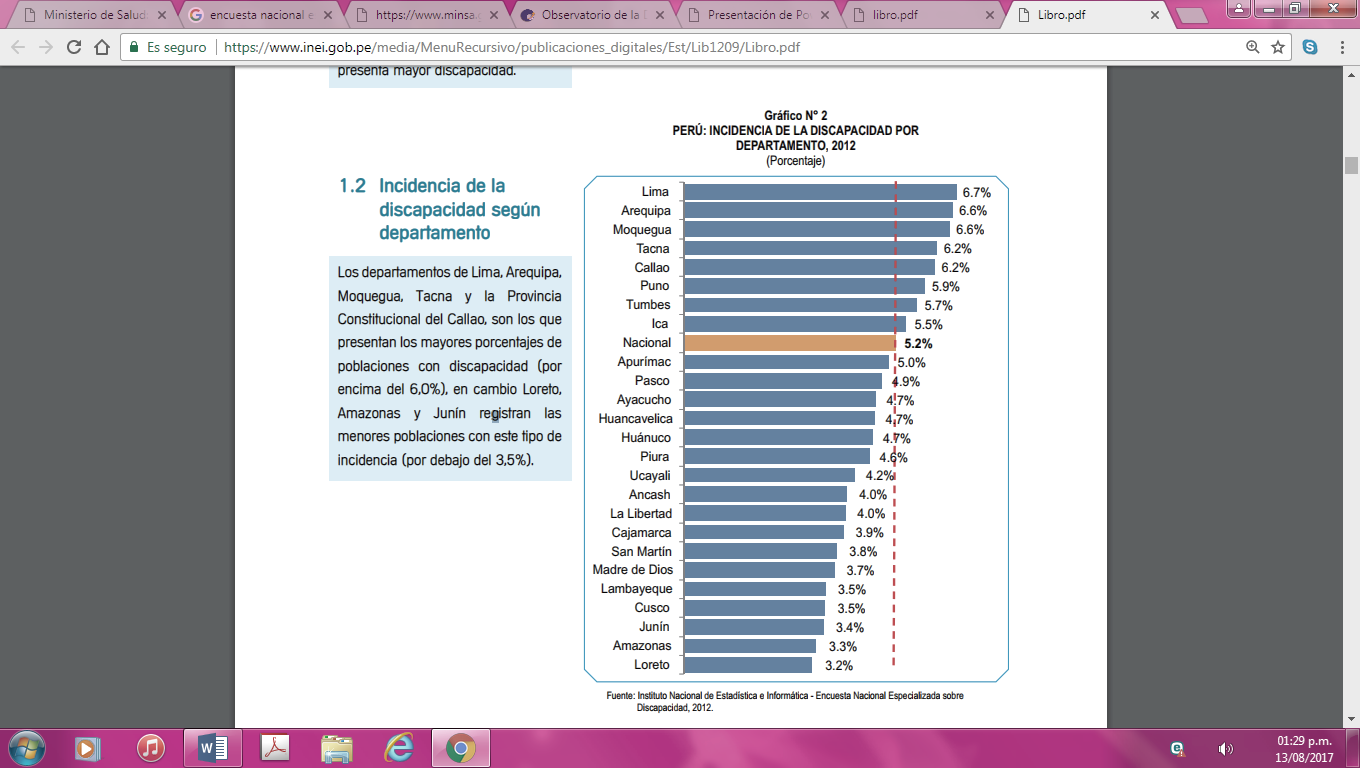 Ministerio de Salud:
encuesta nacional e
https://www.minsa.g
Observatorio de la D
Presentación de Po
libro.pdf
Libro.pdf
Es seguro
https://www.inei.gob.pe/media/MenuRecursivo/publicaciones_digitales/Est/Lib1209/Libro.pdf
presenta mayor discapacidad.
1.2 Incidencia de la
discapacidad según
departamento
Los departamentos de Lima, Arequipa,
Moquegua, Tacna y la Provincia
Constitucional del Callao, son los que
presentan los mayores porcentajes de
poblaciones con discapacidad (por
encima del 6,0%), en cambio Loreto,
Amazonas y Junín registran las
menores poblaciones con este tipo de
incidencia (por debajo del 3,5%).
Gráfico N° 2
PERÚ: INCIDENCIA DE LA DISCAPACIDAD POR
DEPARTAMENTO, 2012
(Porcentaje)
Lima 6.7%
Arequipa 6.6%
Moquegua 6.6%
Tacna 6.2%
Callao 6.2%
Puno 5.9%
Tumbes 5.7%
Ica 5.5%
Nacional 5.2%
Apurímac 5.0%
Pasco 4.9%
Ayacucho 4.7%
Huancavelica 4.7%
Huánuco 4.7%
Piura 4.6%
Ucayali 4.2%
Ancash 4.0%
La Libertad 4.0%
Cajamarca 3.9%
San Martín 3.8%
Madre de Dios 3.7%
Lambayeque 3.5%
Cusco 3.5%
Junín 3.4%
Amazonas 3.3%
Loreto 3.2%
Fuente: Instituto Nacional de Estadística e Informática - Encuesta Nacional Especializada sobre
Discapacidad, 2012.
01:29 p.m.
13/08/2017